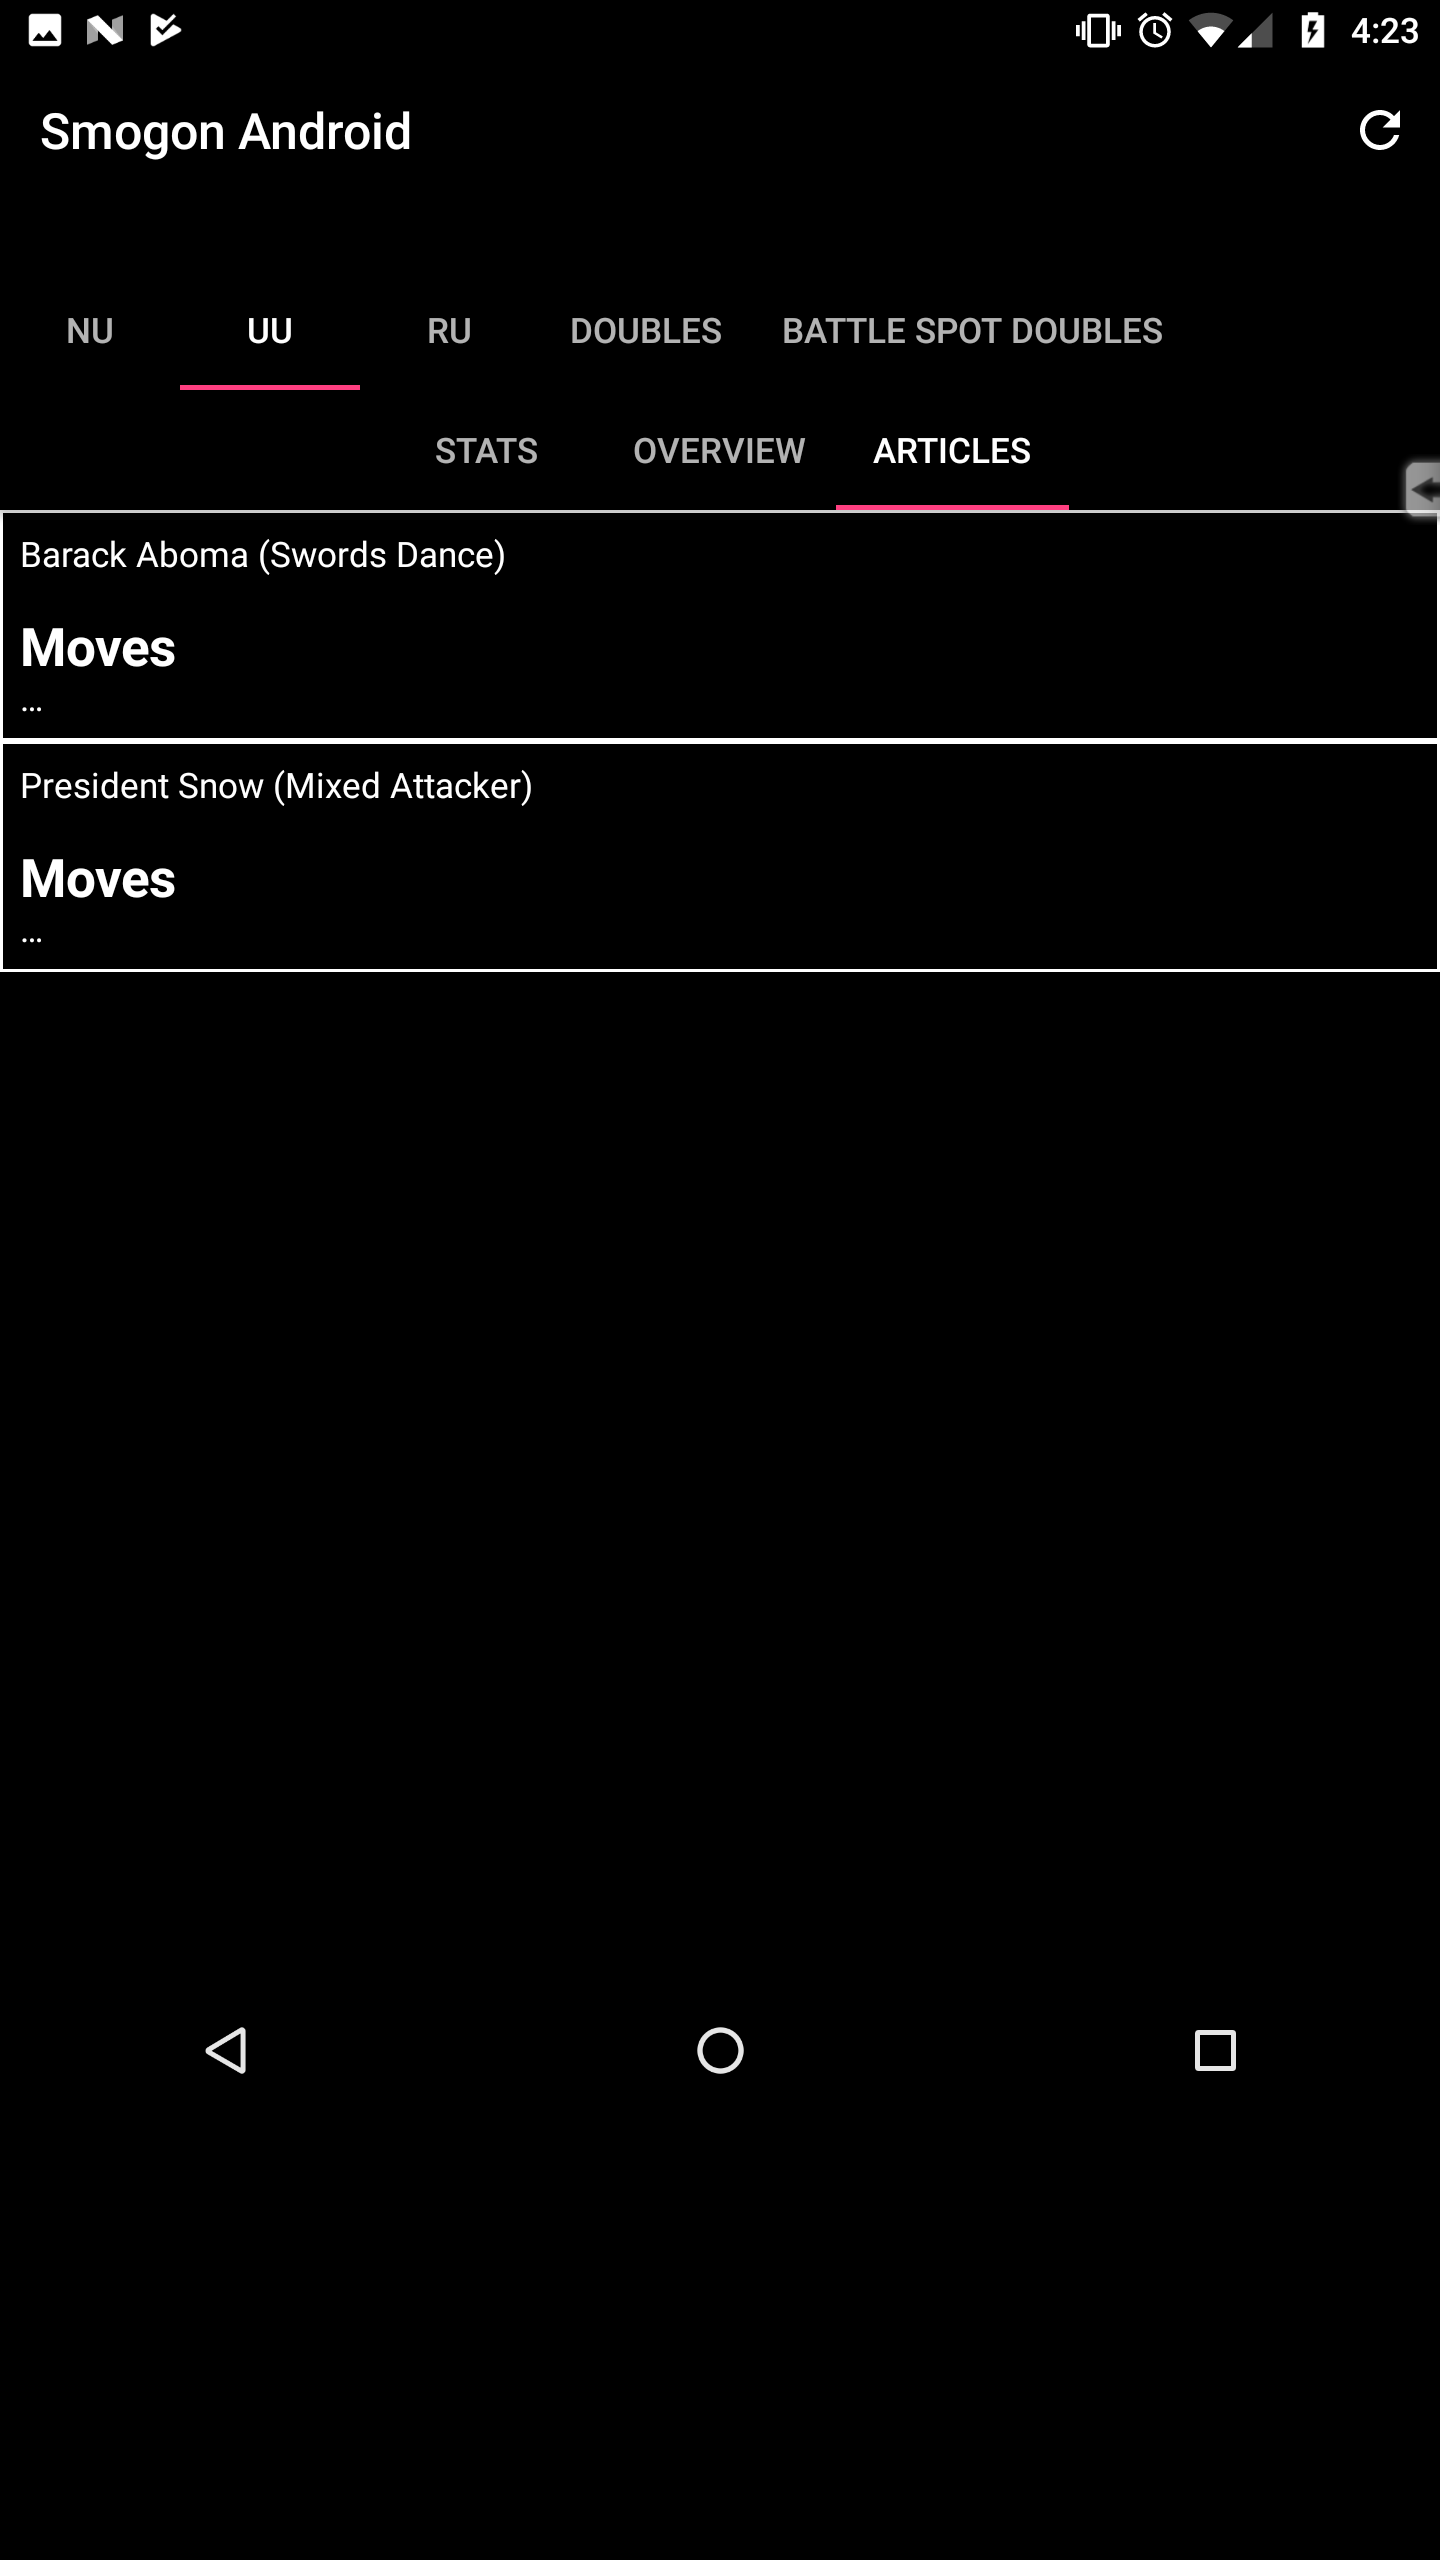 4:23
Smogon Android
NU UU RU DOUBLES BATTLE SPOT DOUBLES
STATS OVERVIEW ARTICLES
Barack Aboma (Swords Dance)
Moves
...
President Snow (Mixed Attacker)
Moves
...